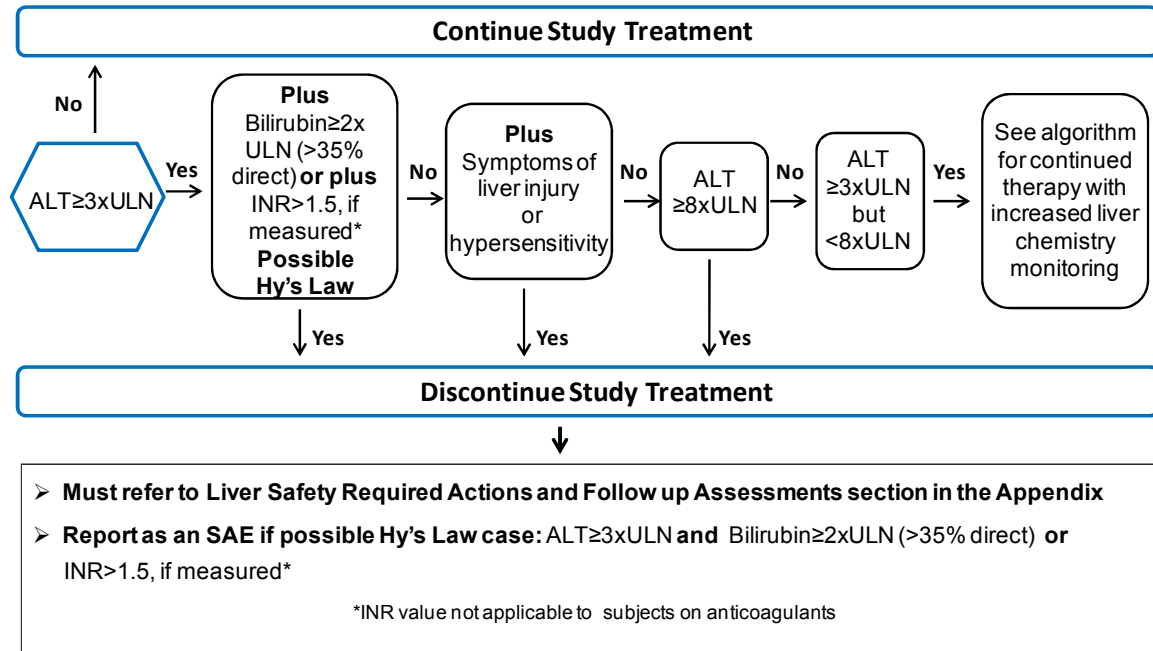 Continue Study Treatment
No
ALT≥3xULN
Yes
Plus
Bilirubin≥2x
ULN (>35%
direct) or plus
INR>1.5, if
measured*
Possible
Hy's Law
No
Plus
Symptoms of
liver injury
or
hypersensitivity
No
ALT
≥8xULN
No
ALT
≥3xULN
but
<8xULN
Yes
See algorithm
for continued
therapy with
increased liver
chemistry
monitoring
Yes
Yes
Yes
Discontinue Study Treatment
➢ Must refer to Liver Safety Required Actions and Follow up Assessments section in the Appendix
➢ Report as an SAE if possible Hy's Law case: ALT≥3xULN and Bilirubin≥2xULN (>35% direct) or
INR>1.5, if measured*
*INR value not applicable to subjects on anticoagulants